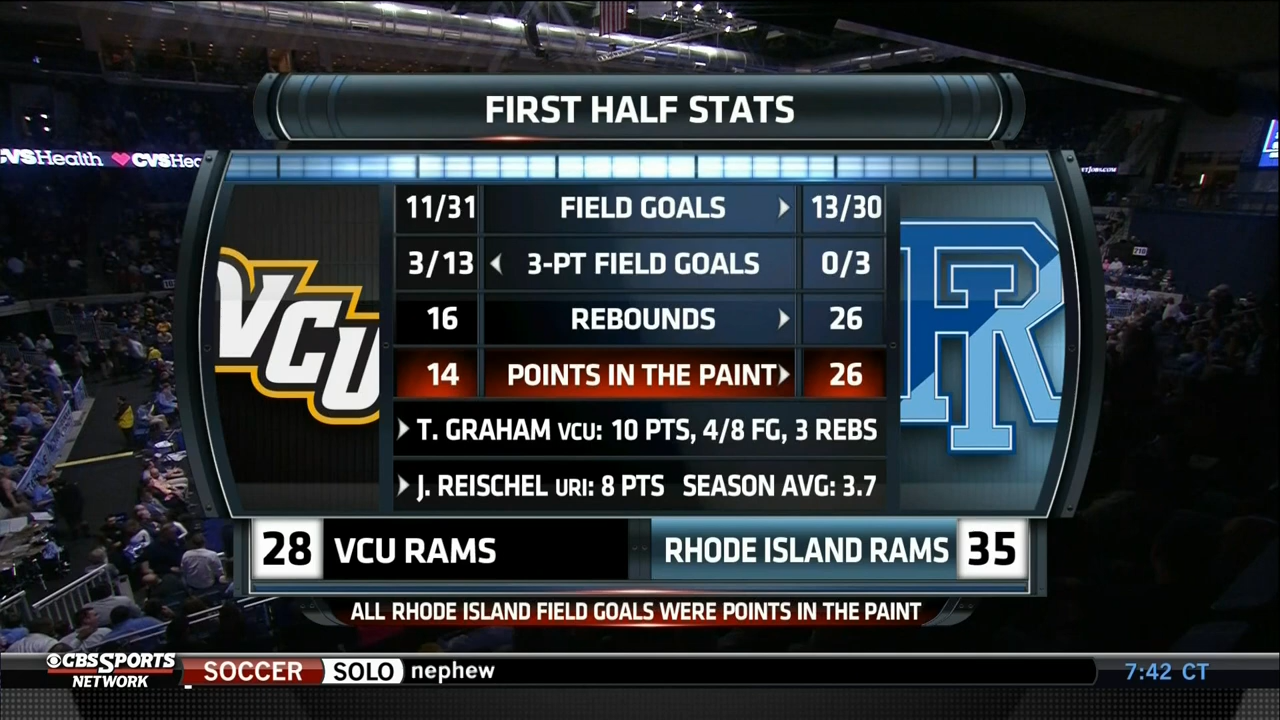 FIRST HALF STATS
VSHealth CVSHea
11/31 FIELD GOALS 13/30
3/13 3-PT FIELD GOALS 0/3
16 REBOUNDS 26
14 POINTS IN THE PAINT 26
T. GRAHAM VCU: 10 PTS, 4/8 FG, 3 REBS
J. REISCHEL URI: 8 PTS SEASON AVG: 3.7
VCU
RI
28 VCU RAMS RHODE ISLAND RAMS 35
ALL RHODE ISLAND FIELD GOALS WERE POINTS IN THE PAINT
CBS SPORTS NETWORK SOCCER SOLO nephew 7:42 CT